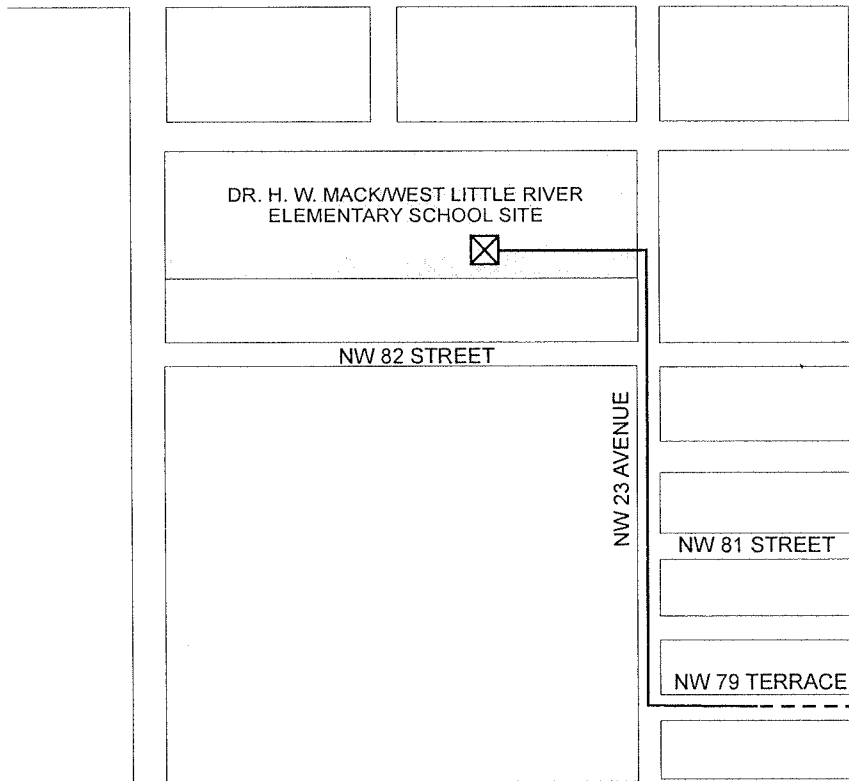 DR. H. W. MACK/WEST LITTLE RIVER
ELEMENTARY SCHOOL SITE
NW 82 STREET
NW 23 AVENUE
NW 81 STREET
NW 79 TERRACE